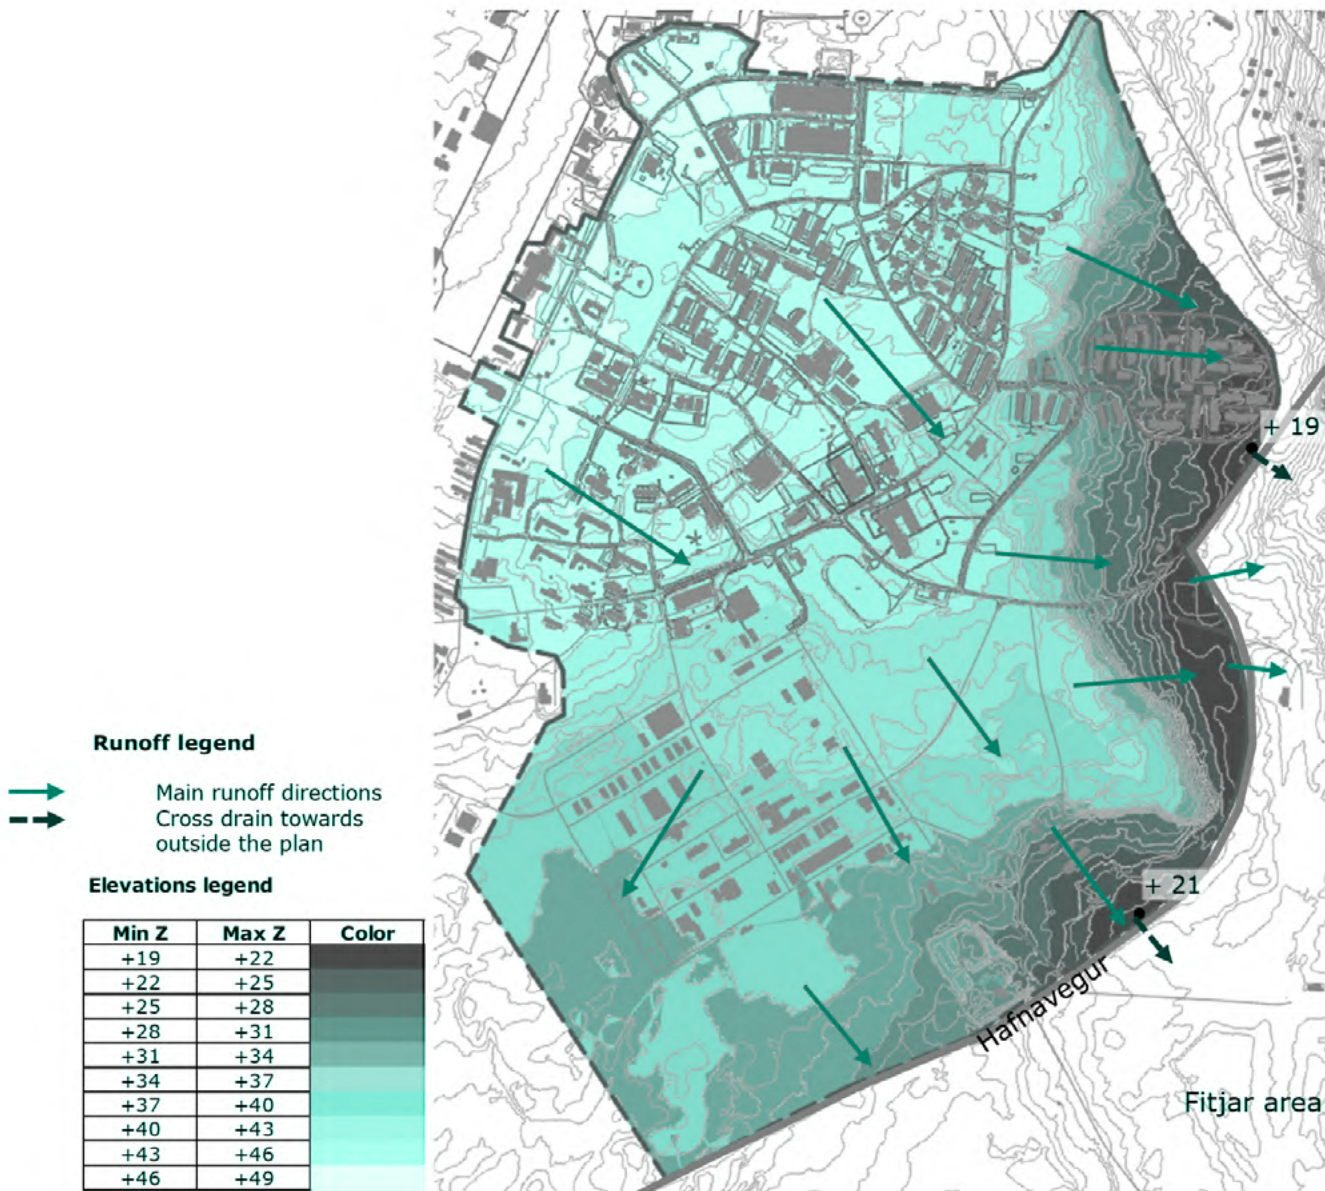 + 19
+ 21
Hafnavegur
Fitjar area
Runoff legend
Main runoff directions
Cross drain towards
outside the plan
Elevations legend
Min Z Max Z Color
+19 +22
+22 +25
+25 +28
+28 +31
+31 +34
+34 +37
+37 +40
+40 +43
+43 +46
+46 +49